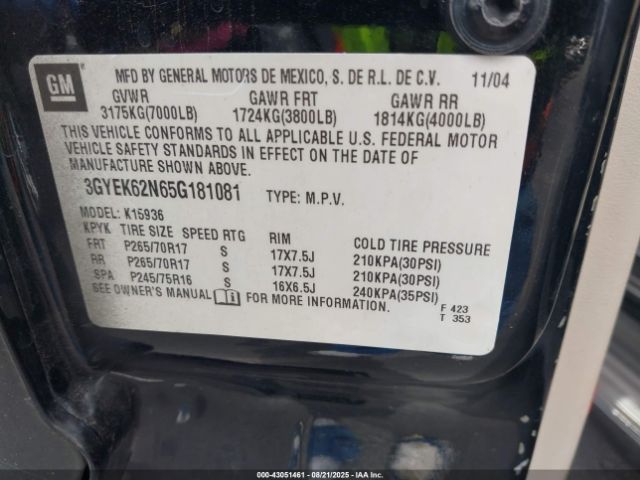 GM
MFD BY GENERAL MOTORS DE MEXICO, S. DE R.L. DE C.V. 11/04
GVWR GAWR FRT GAWR RR
3175KG(7000LB) 1724KG(3800LB) 1814KG(4000LB)
THIS VEHICLE CONFORMS TO ALL APPLICABLE U.S. FEDERAL MOTOR
VEHICLE SAFETY STANDARDS IN EFFECT ON THE DATE OF
MANUFACTURE SHOWN ABOVE.
3GYEK62N65G181081 TYPE: M.P.V.
MODEL: K15936
KPYK TIRE SIZE SPEED RTG RIM COLD TIRE PRESSURE
FRT P265/70R17 S 17X7.5J 210KPA(30PSI)
RR P265/70R17 S 17X7.5J 210KPA(30PSI)
SPA P245/75R16 S 16X6.5J 240KPA(35PSI)
SEE OWNER'S MANUAL FOR MORE INFORMATION.
F 423
T 353
000-43051461 - 08/21/2025 - IAAI